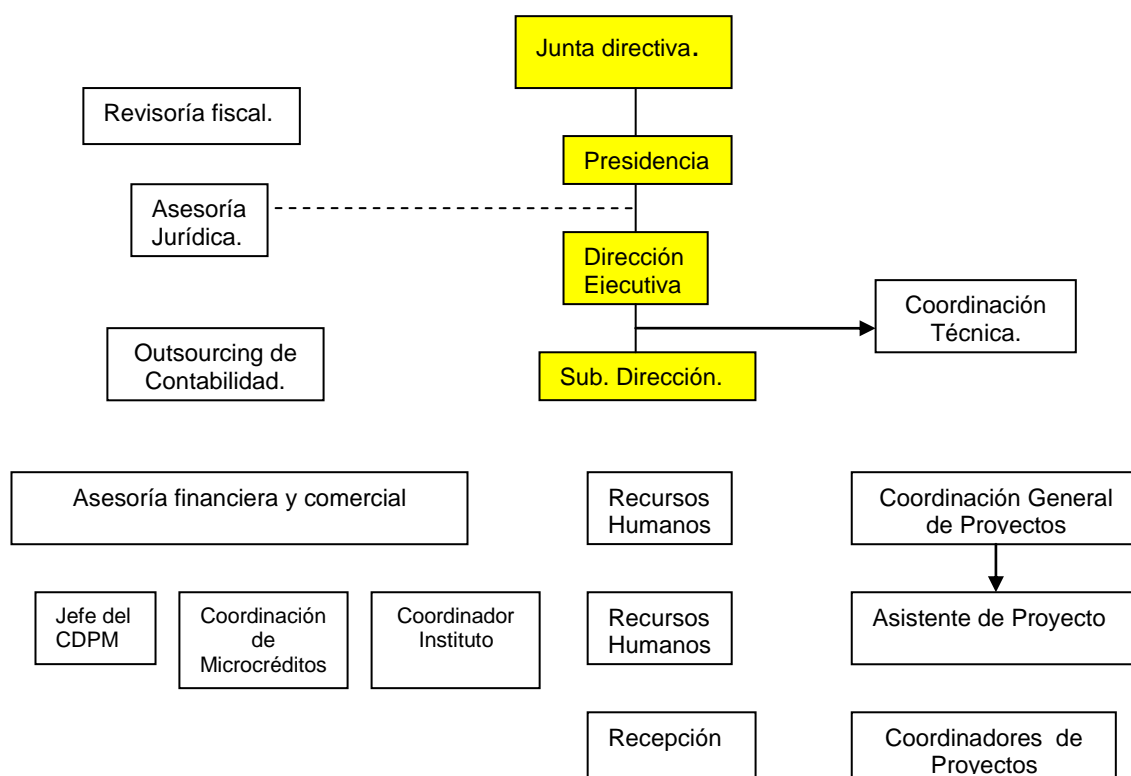 Junta directiva.
Revisoría fiscal.
Presidencia
Asesoría
Jurídica.
Dirección
Ejecutiva
Coordinación
Técnica.
Outsourcing de
Contabilidad.
Sub. Dirección.
Asesoría financiera y comercial
Recursos
Humanos
Coordinación General
de Proyectos
Jefe del
CDPM
Coordinación
de
Microcréditos
Coordinador
Instituto
Recursos
Humanos
Asistente de Proyecto
Recepción
Coordinadores de
Proyectos